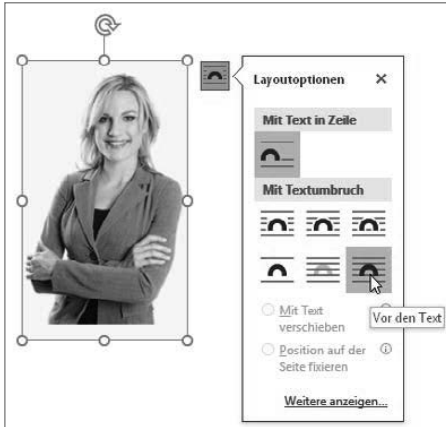 Layoutoptionen
Mit Text in Zeile
Mit Textumbruch
Mit Text
verschieben
Vor den Text
Position auf der
Seite fixieren
Weitere anzeigen...